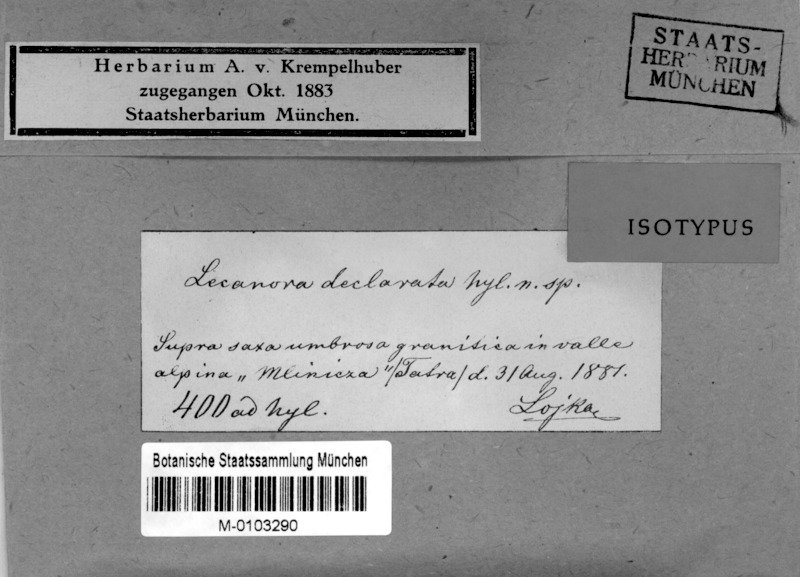 Herbarium A. v. Krempelhuber
zugegangen Okt. 1883
Staatsherbarium München.
STAATS-
HERBARIUM
MÜNCHEN
ISOTYPUS
Lecanora declarata Nyl. n. sp.
Supra saxa umbrosa granitica in valle
alpina „Mlinicza"/Tatra/ d. 31 Aug. 1881.
400 ad Nyl.
Lojka
Botanische Staatssammlung München
M-0103290